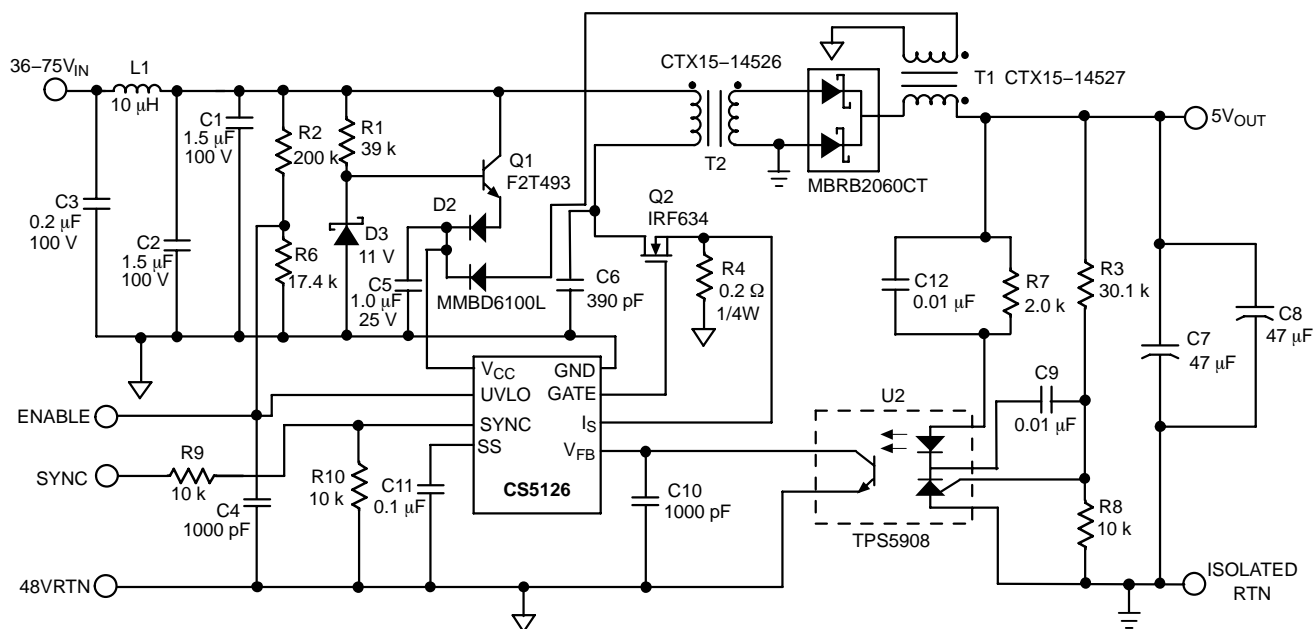 36–75V_IN
L1
10 μH
C3
0.2 μF
100 V
C2
1.5 μF
100 V
C1
1.5 μF
100 V
R2
200 k
R6
17.4 k
R1
39 k
D3
11 V
Q1
F2T493
D2
MMBD6100L
C5
1.0 μF
25 V
C6
390 pF
Q2
IRF634
R4
0.2 Ω
1/4W
CTX15–14526
T2
MBRB2060CT
T1 CTX15–14527
5V_OUT
C12
0.01 μF
R7
2.0 k
R3
30.1 k
C7
47 μF
C8
47 μF
C9
0.01 μF
ENABLE
SYNC
R9
10 k
C4
1000 pF
R10
10 k
C11
0.1 μF
V_CC
GND
UVLO
GATE
SYNC
I_S
SS
V_FB
CS5126
C10
1000 pF
U2
TPS5908
R8
10 k
48VRTN
ISOLATED
RTN